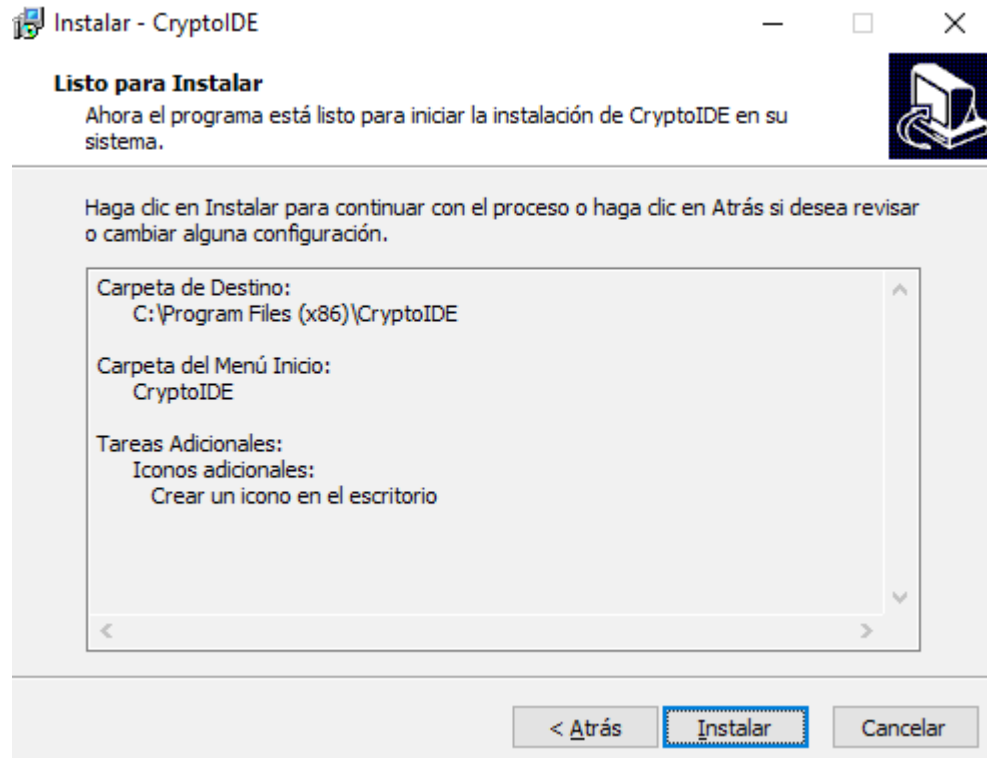 Instalar - CryptoIDE
Listo para Instalar
Ahora el programa está listo para iniciar la instalación de CryptoIDE en su
sistema.
Haga clic en Instalar para continuar con el proceso o haga clic en Atrás si desea revisar
o cambiar alguna configuración.
Carpeta de Destino:
C:\Program Files (x86)\CryptoIDE
Carpeta del Menú Inicio:
CryptoIDE
Tareas Adicionales:
Iconos adicionales:
Crear un icono en el escritorio
< Atrás Instalar Cancelar